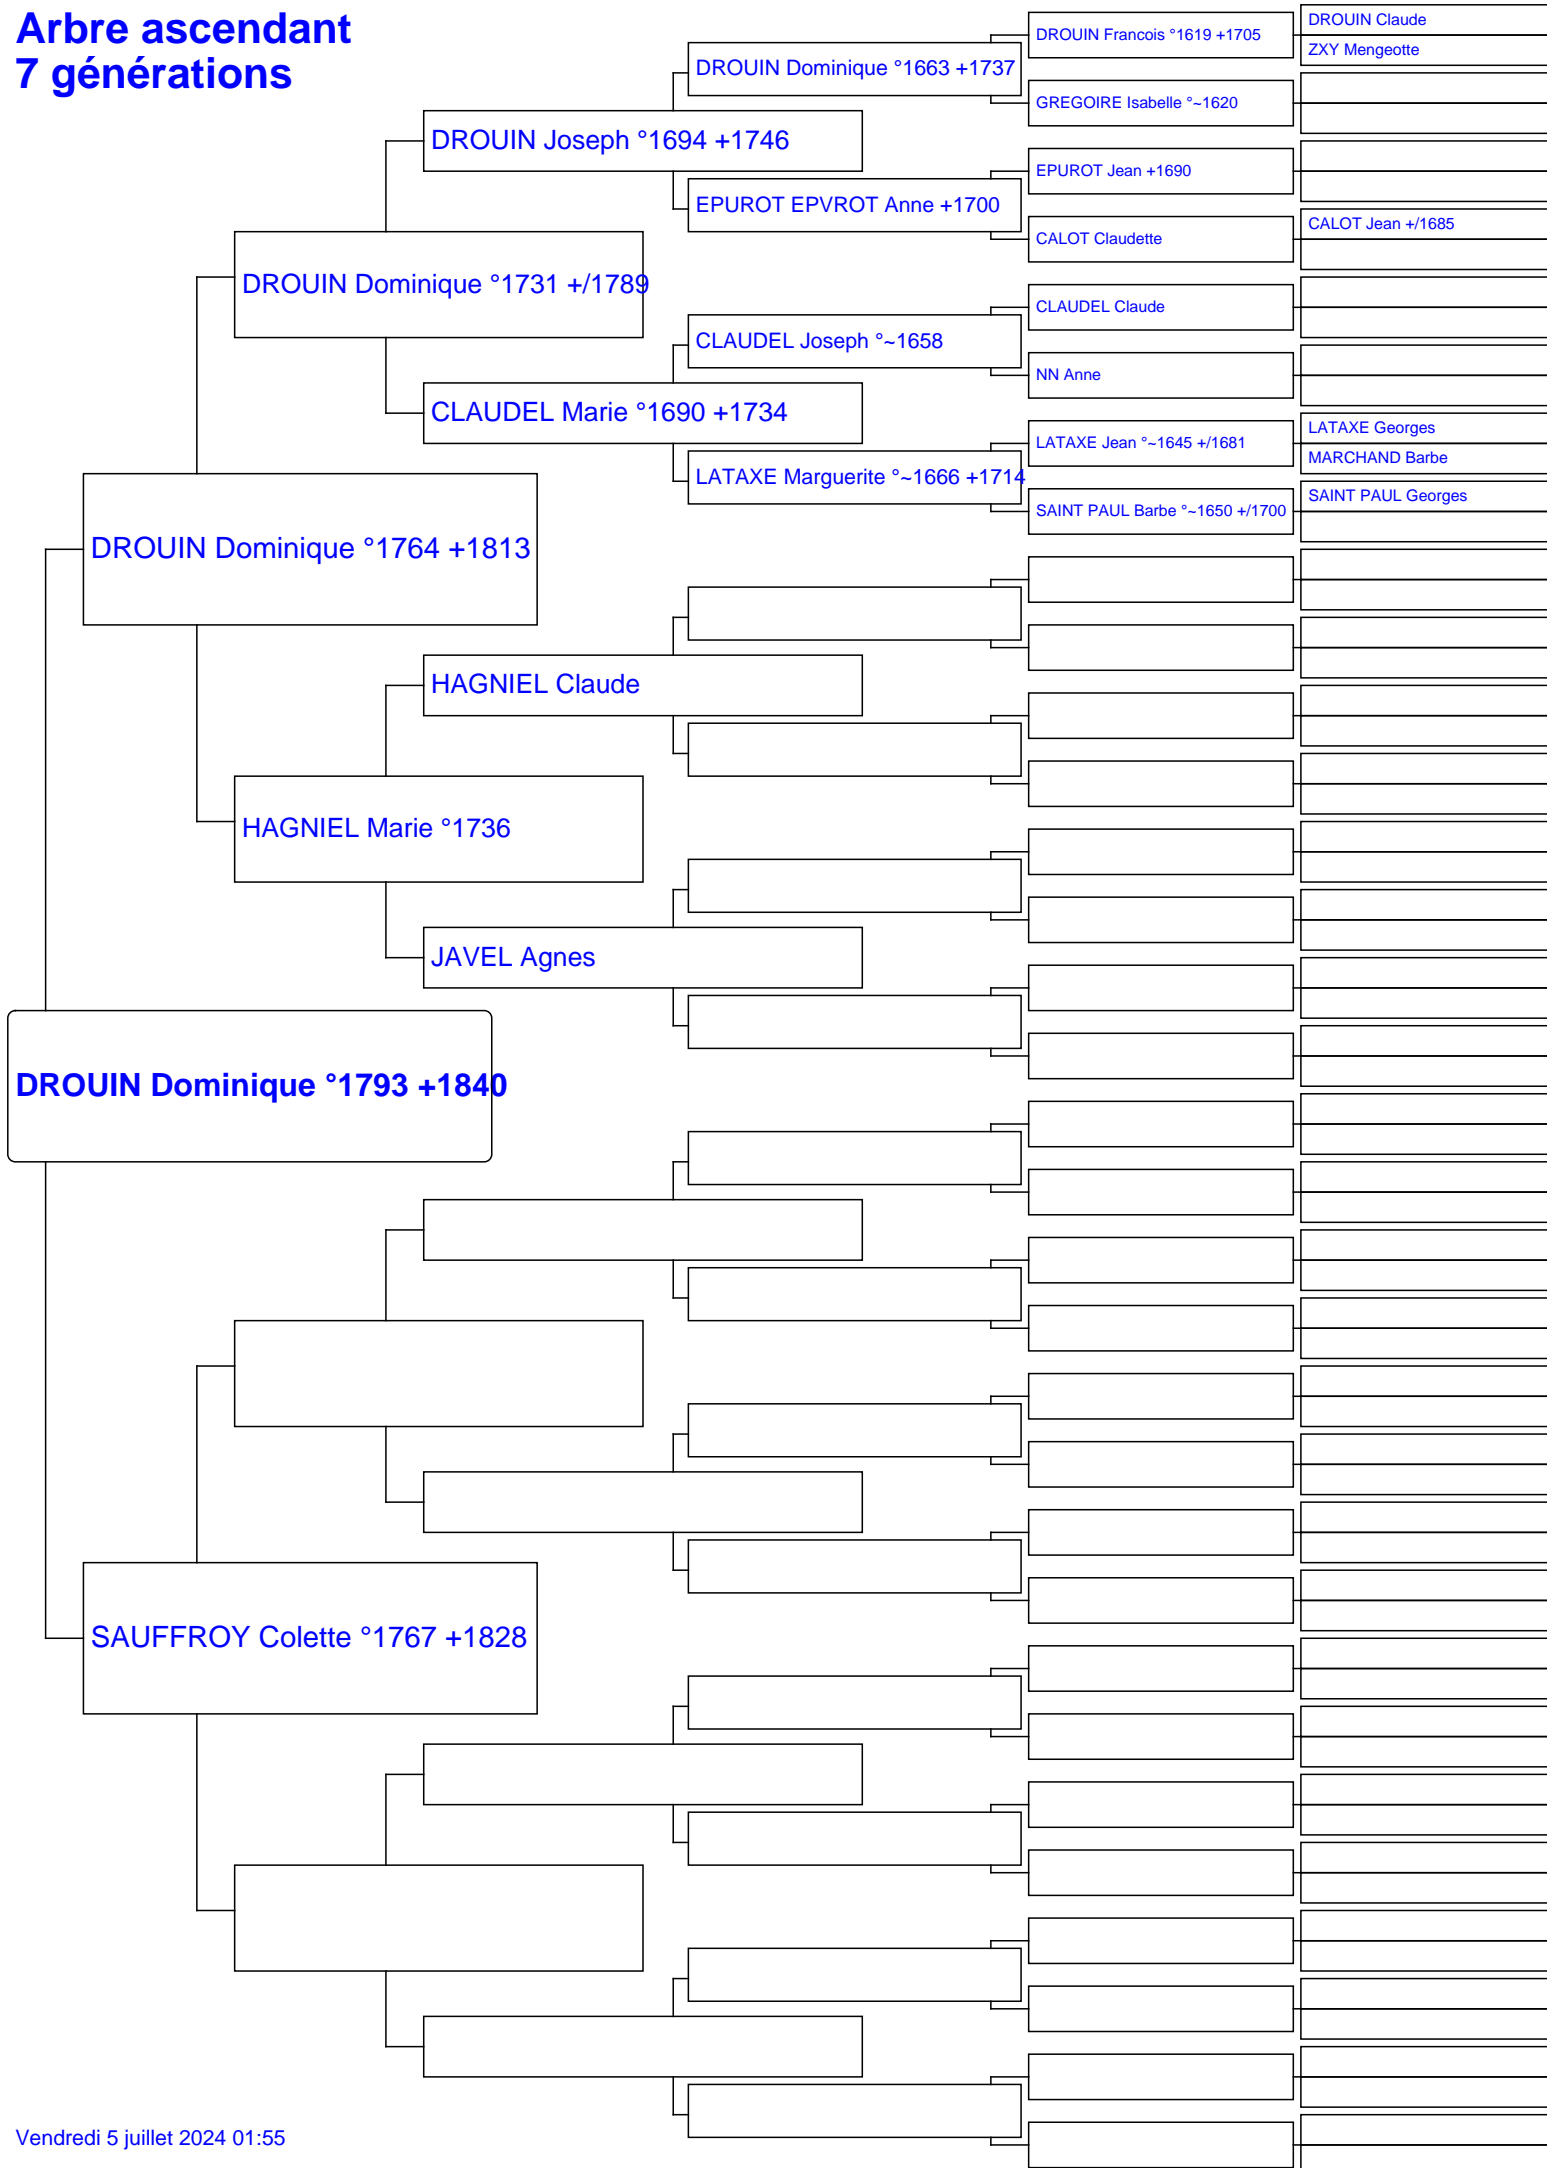 Arbre ascendant
7 générations
DROUIN Dominique °1793 +1840
DROUIN Dominique °1764 +1813
SAUFFROY Colette °1767 +1828
DROUIN Dominique °1731 +/1789
HAGNIEL Marie °1736
DROUIN Joseph °1694 +1746
CLAUDEL Marie °1690 +1734
HAGNIEL Claude
JAVEL Agnes
DROUIN Dominique °1663 +1737
EPUROT EPVROT Anne +1700
CLAUDEL Joseph °~1658
LATAXE Marguerite °~1666 +1714
DROUIN Francois °1619 +1705
GREGOIRE Isabelle °~1620
EPUROT Jean +1690
CALOT Claudette
CLAUDEL Claude
NN Anne
LATAXE Jean °~1645 +/1681
SAINT PAUL Barbe °~1650 +/1700
DROUIN Claude
ZXY Mengeotte
CALOT Jean +/1685
LATAXE Georges
MARCHAND Barbe
SAINT PAUL Georges
Vendredi 5 juillet 2024 01:55